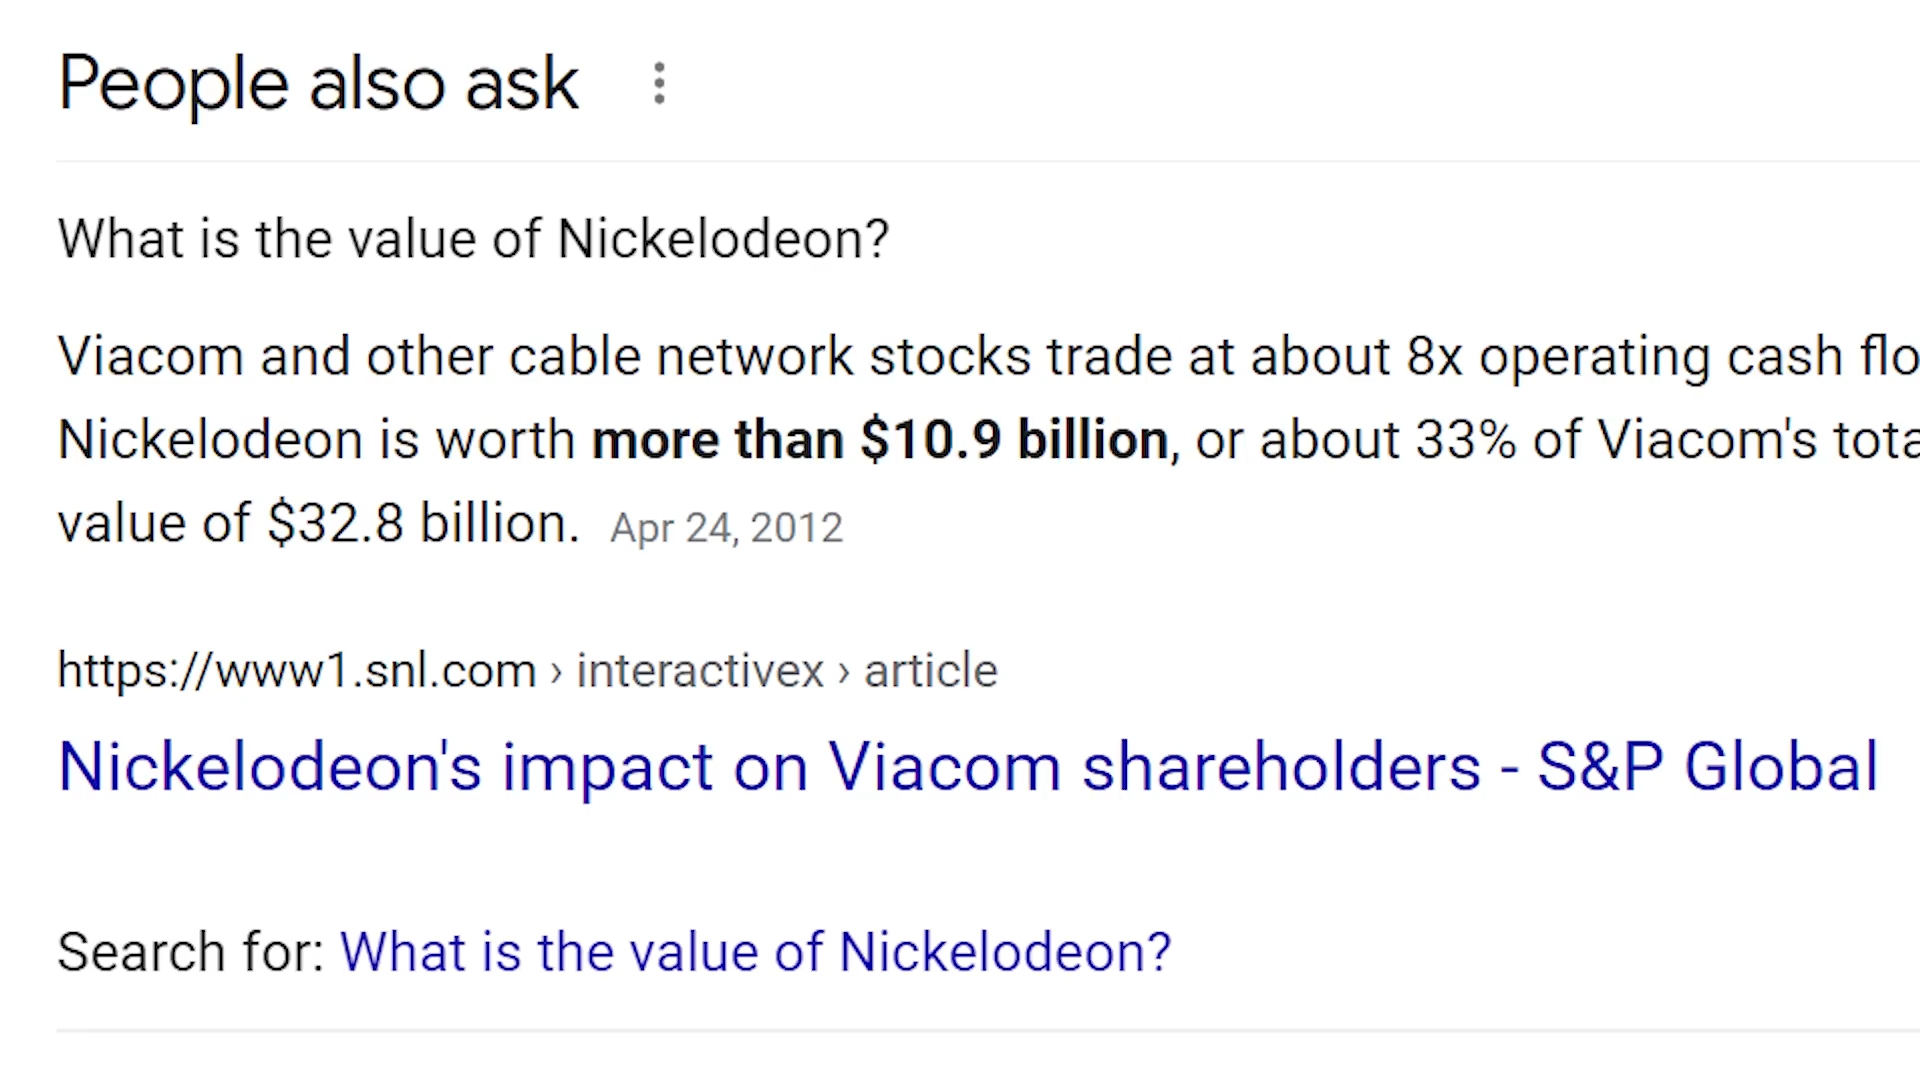 People also ask
What is the value of Nickelodeon?
Viacom and other cable network stocks trade at about 8x operating cash flo
Nickelodeon is worth more than $10.9 billion, or about 33% of Viacom's tota
value of $32.8 billion. Apr 24, 2012
https://www1.snl.com › interactivex › article
Nickelodeon's impact on Viacom shareholders - S&P Global
Search for: What is the value of Nickelodeon?